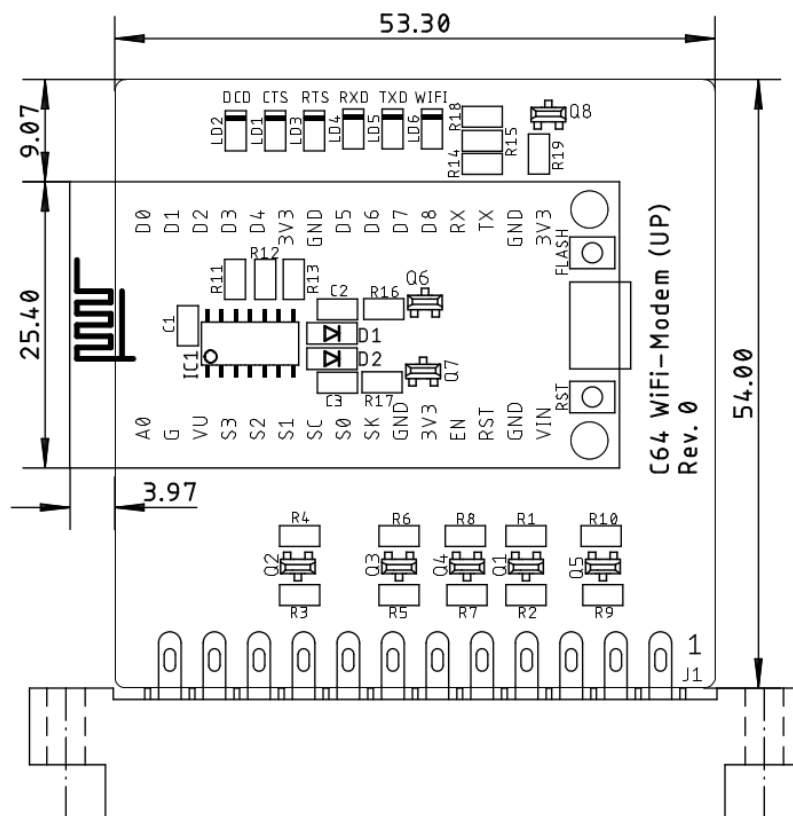 53.30
DCD CTS RTS RXD TXD WIFI
LD2 LD1 LD3 LD4 LD5 LD6
R18 Q8
R15
R14 R19
9.07
D0 D1 D2 D3 D4 3V3 GND D5 D6 D7 D8 RX TX GND 3V3
FLASH
R12
R11 R13
Q6
C2 R16
C1
D1
IC1 D2
Q7
C3 R17
25.40
RST
A0 G VU S3 S2 S1 SC S0 SK GND 3V3 EN RST GND VIN
C64 WiFi-Modem (UP)
Rev. 0
54.00
3.97
R4 R6 R8 R1 R10
Q2 Q3 Q4 Q1 Q5
R3 R5 R7 R2 R9
1
J1